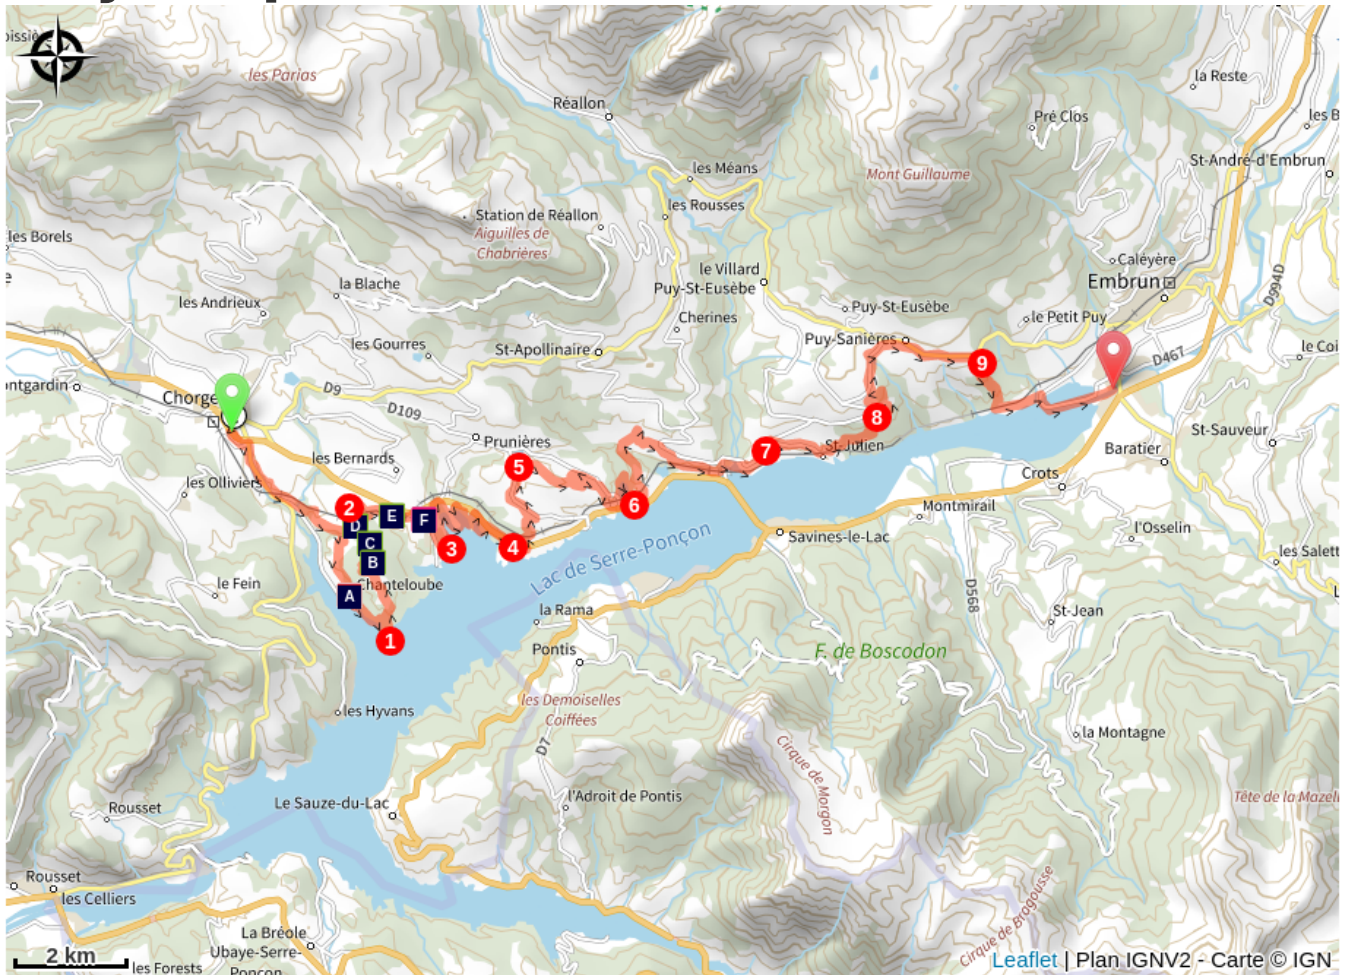 les Parias
la Reste
Réallon
Pré Clos
les B
St-André-d'Embrun
les Méans
Mont Guillaume
les Rousses
Station de Réallon
Aiguilles de
Chabrières
les Borels
Caléyère
le Villard
Puy-St-Eusèbe
Embrun
D994D
la Blache
les Andrieux
Puy-St-Eusèbe
Cherines
le Petit Puy
les Gourres
St-Apollinaire
Puy-Sanières
les Coi
D467
9
ontgardin
D9
Chorge
D109
8
Prunières
St-Sauveur
les Bernards
7
St-Julien
Baratier
5
Crots
les Olliviers
2
6
Montmirail
E
F
D
l'Osselin
C
3
4
Savines-le-Lac
Lac de Serre-Ponçon
les Salett
B
le Fein
Chanteloube
A
D568
L
la Rama
St-Jean
1
Pontis
F. de Boscodon
les Demoiselles
Coiffées
les Hyvans
la Montagne
D7
Cirque de Morgon
l'Adroit de Pontis
Tête de la Mazell
Le Sauze-du-Lac
Rousset
Rousset
les Celliers
Cirque de Bragousse
La Bréole
Ubaye-Serre-
Ponçon
2 km
les Forests
Leaflet | Plan IGNV2 - Carte © IGN